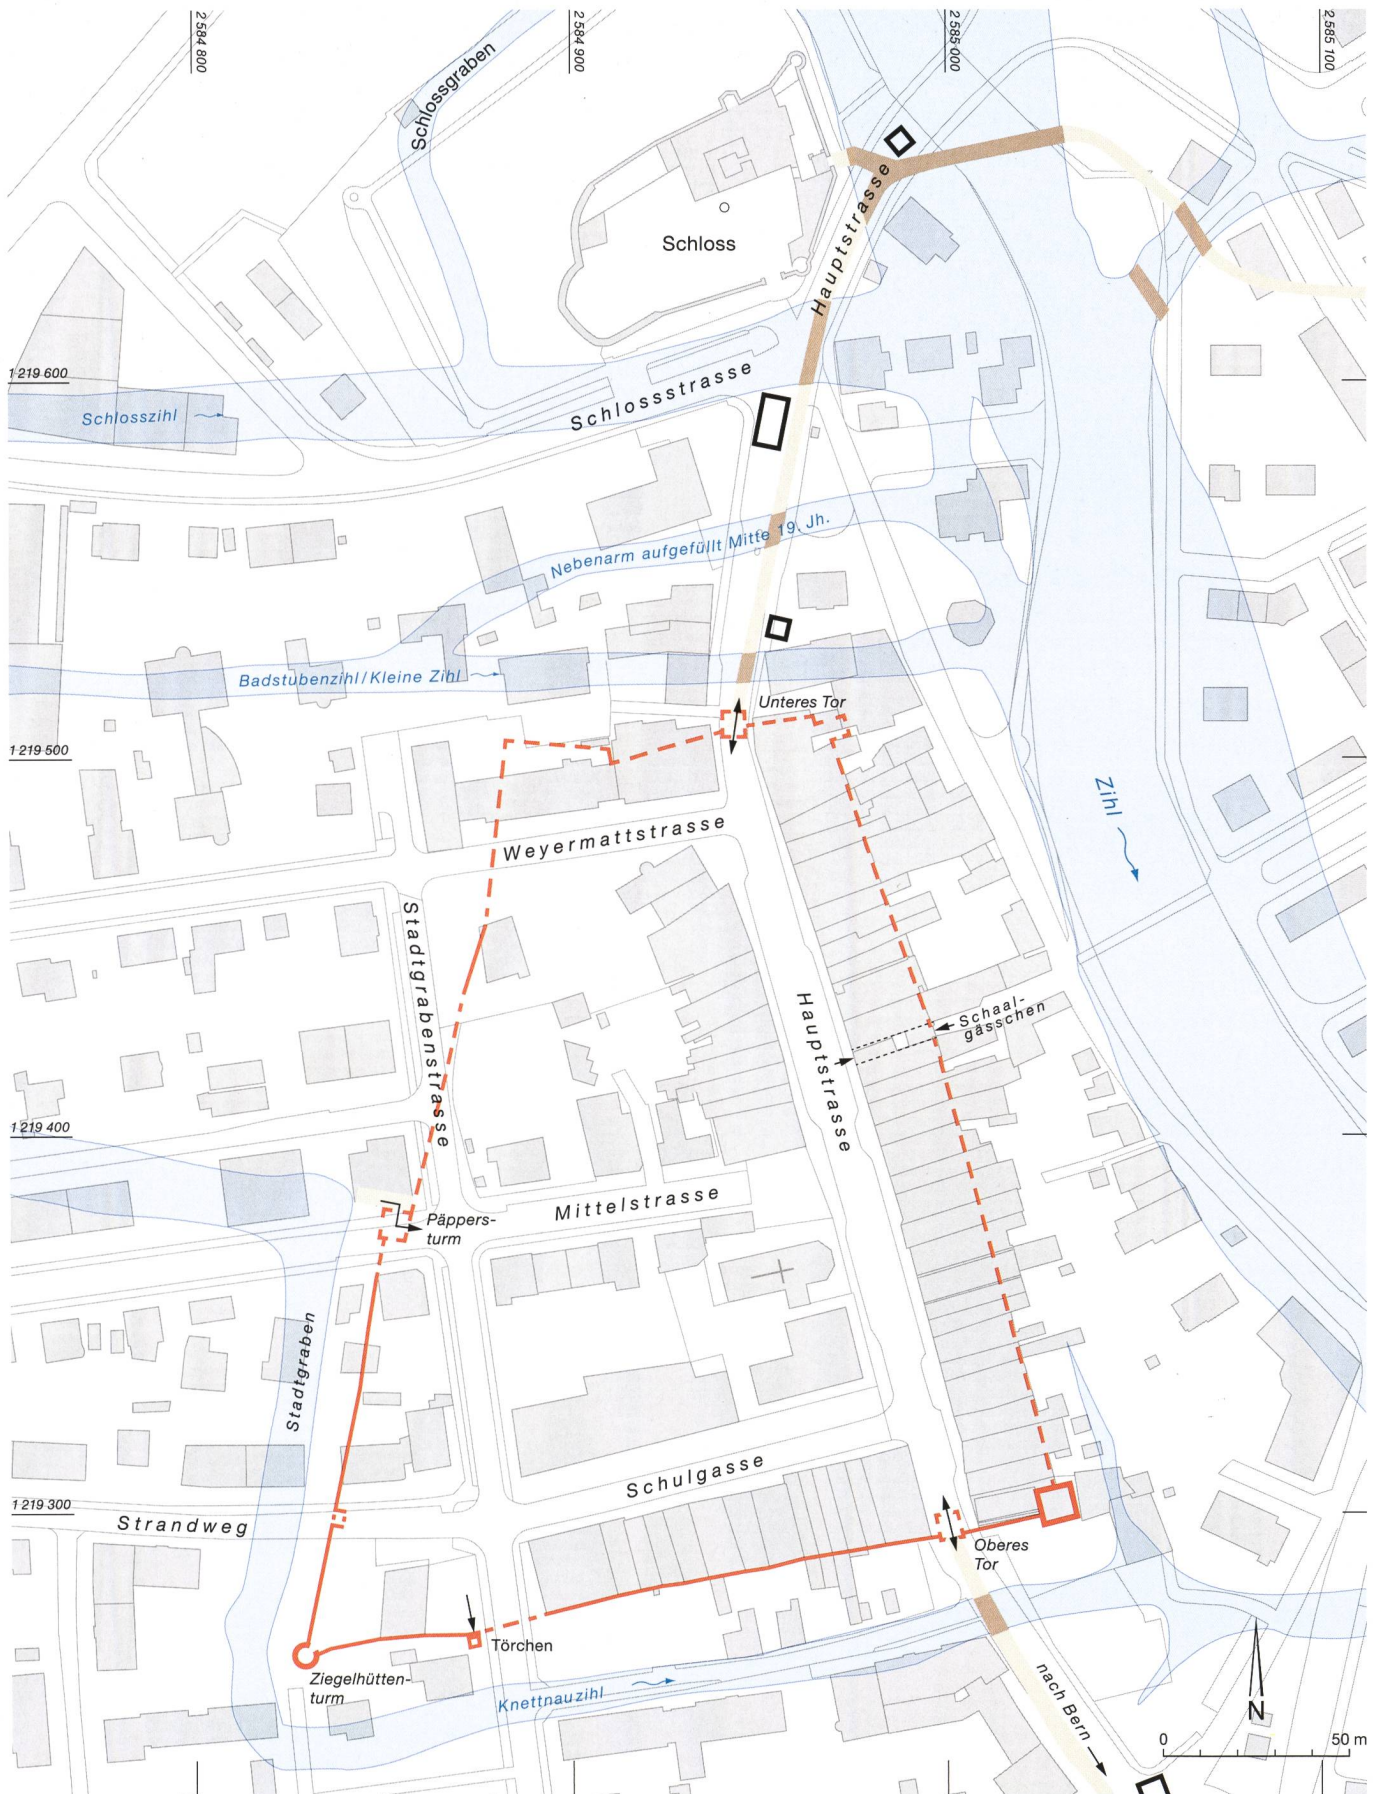 2 584 800
2 584 900
2 585 000
2 585 100
Schlossgraben
Hauptstrasse
Schloss
1 219 600
Schlosszihl
Schlossstrasse
Nebenarm aufgefüllt Mitte 19. Jh.
Badstubenzihl/Kleine Zihl
Unteres Tor
1 219 500
Zihl
Weyermattstrasse
Stadtgrabenstrasse
Hauptstrasse
Schaal-
gässchen
1 219 400
Mittelstrasse
Päppers-
turm
Stadtgraben
Schulgasse
1 219 300
Strandweg
Oberes
Tor
Törchen
Ziegelhütten-
turm
Knettnauzihl
nach Bern
N
0 50 m